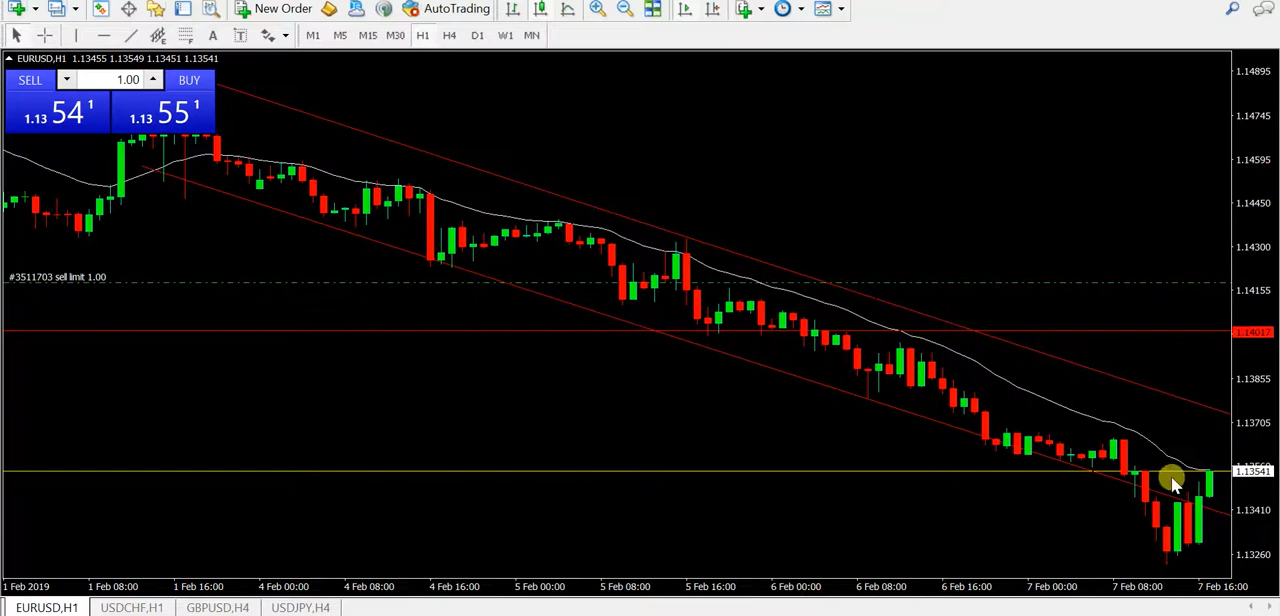 New Order AutoTrading
A T M1 M5 M15 M30 H1 H4 D1 W1 MN
EURUSD,H1 1.13455 1.13549 1.13451 1.13541
SELL 1.00 BUY
1.13 54 1 1.13 55 1
#3511703 sell limit 1.00
1.14895
1.14745
1.14595
1.14450
1.14300
1.14155
1.14017
1.13855
1.13705
1.13541
1.13410
1.13260
1 Feb 2019 1 Feb 08:00 1 Feb 16:00 4 Feb 00:00 4 Feb 08:00 4 Feb 16:00 5 Feb 00:00 5 Feb 08:00 5 Feb 16:00 6 Feb 00:00 6 Feb 08:00 6 Feb 16:00 7 Feb 00:00 7 Feb 08:00 7 Feb 16:00
EURUSD,H1 USDCHF,H1 GBPUSD,H4 USDJPY,H4